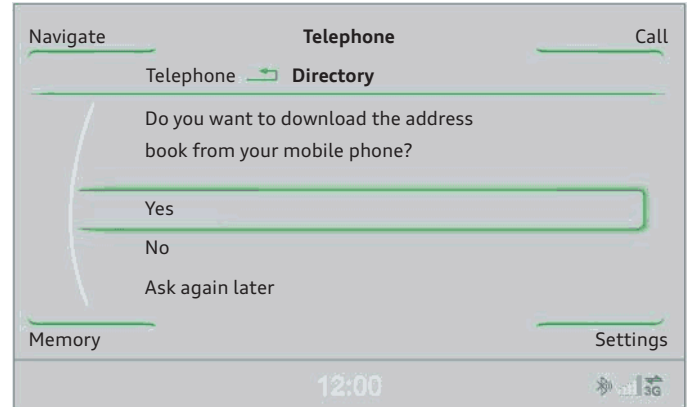 Navigate Telephone Call
Telephone Directory
Do you want to download the address
book from your mobile phone?
Yes
No
Ask again later
Memory Settings
12:00 3G